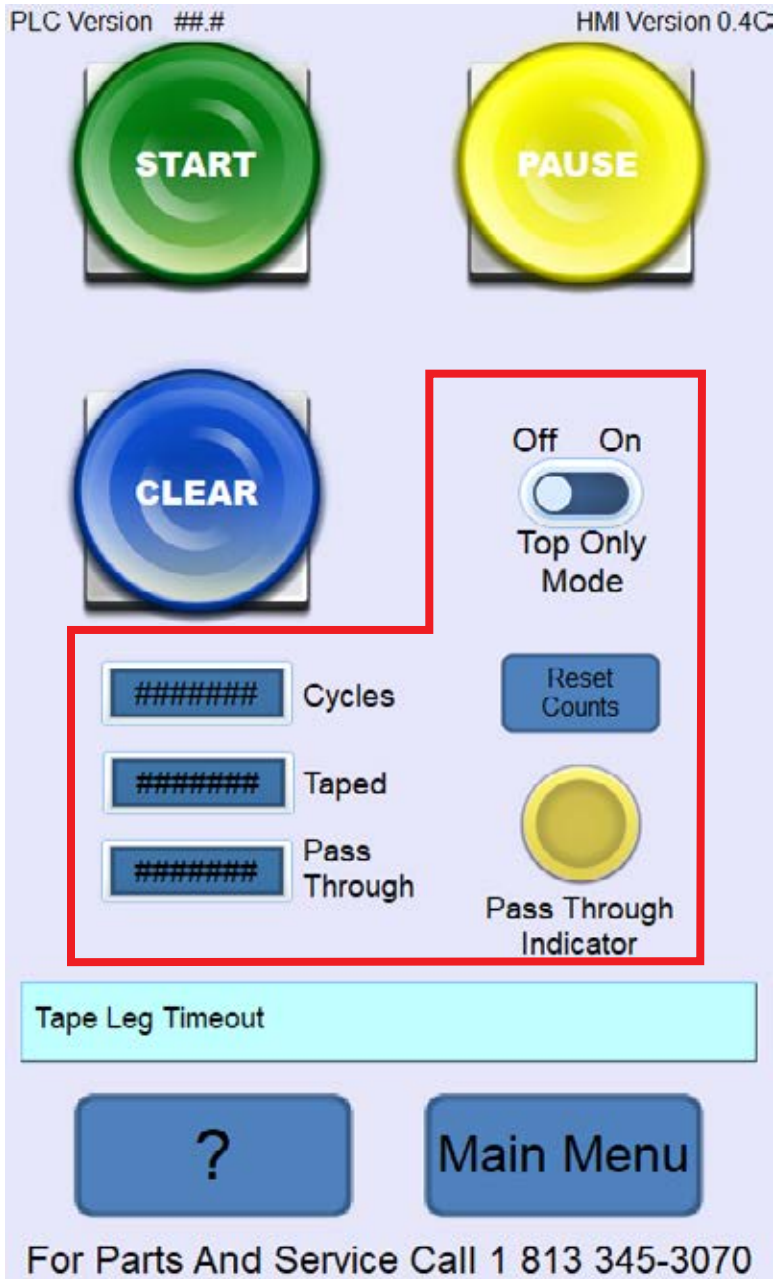 PLC Version ##.#
HMI Version 0.4C
START
PAUSE
CLEAR
Off On
Top Only
Mode
####### Cycles
Reset
Counts
####### Taped
####### Pass
Through
Pass Through
Indicator
Tape Leg Timeout
?
Main Menu
For Parts And Service Call 1 813 345-3070